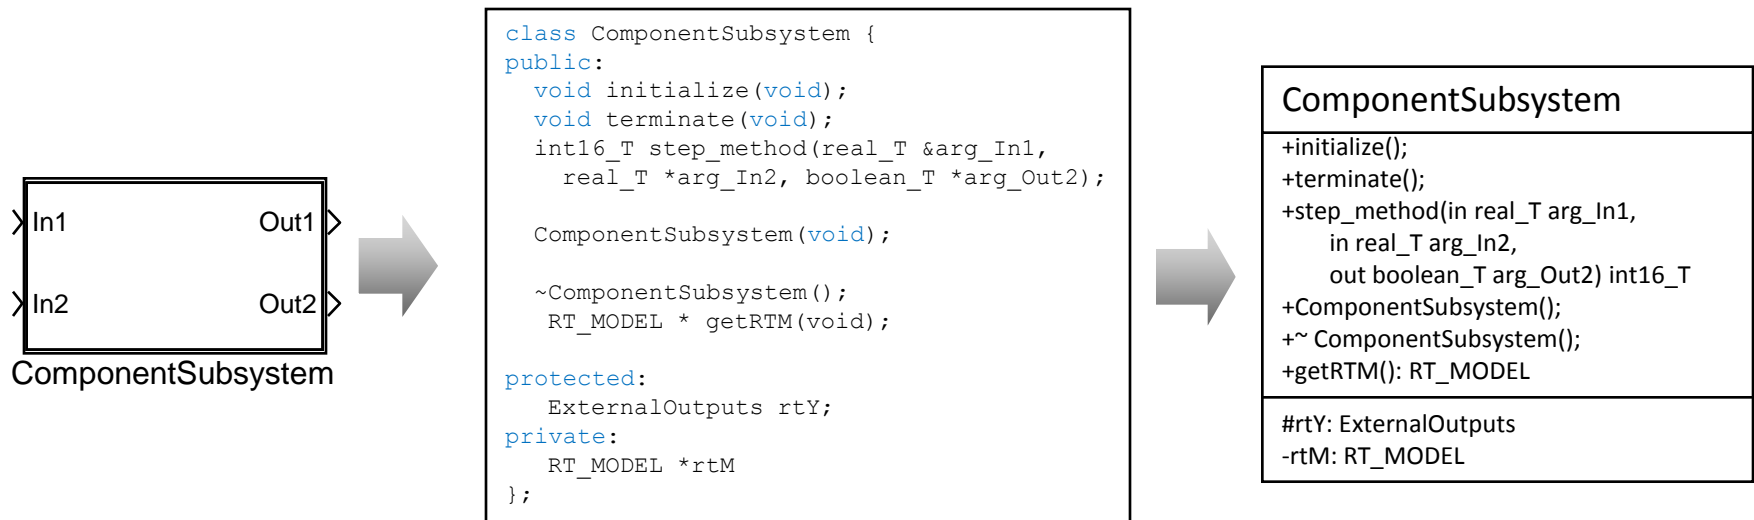 In1 Out1
In2 Out2
ComponentSubsystem
class ComponentSubsystem {
public:
void initialize(void);
void terminate(void);
int16_T step_method(real_T &arg_In1,
real_T *arg_In2, boolean_T *arg_Out2);
ComponentSubsystem(void);
~ComponentSubsystem();
RT_MODEL * getRTM(void);
protected:
ExternalOutputs rtY;
private:
RT_MODEL *rtM
};
ComponentSubsystem
+initialize();
+terminate();
+step_method(in real_T arg_In1,
in real_T arg_In2,
out boolean_T arg_Out2) int16_T
+ComponentSubsystem();
+~ ComponentSubsystem();
+getRTM(): RT_MODEL
#rtY: ExternalOutputs
-rtM: RT_MODEL